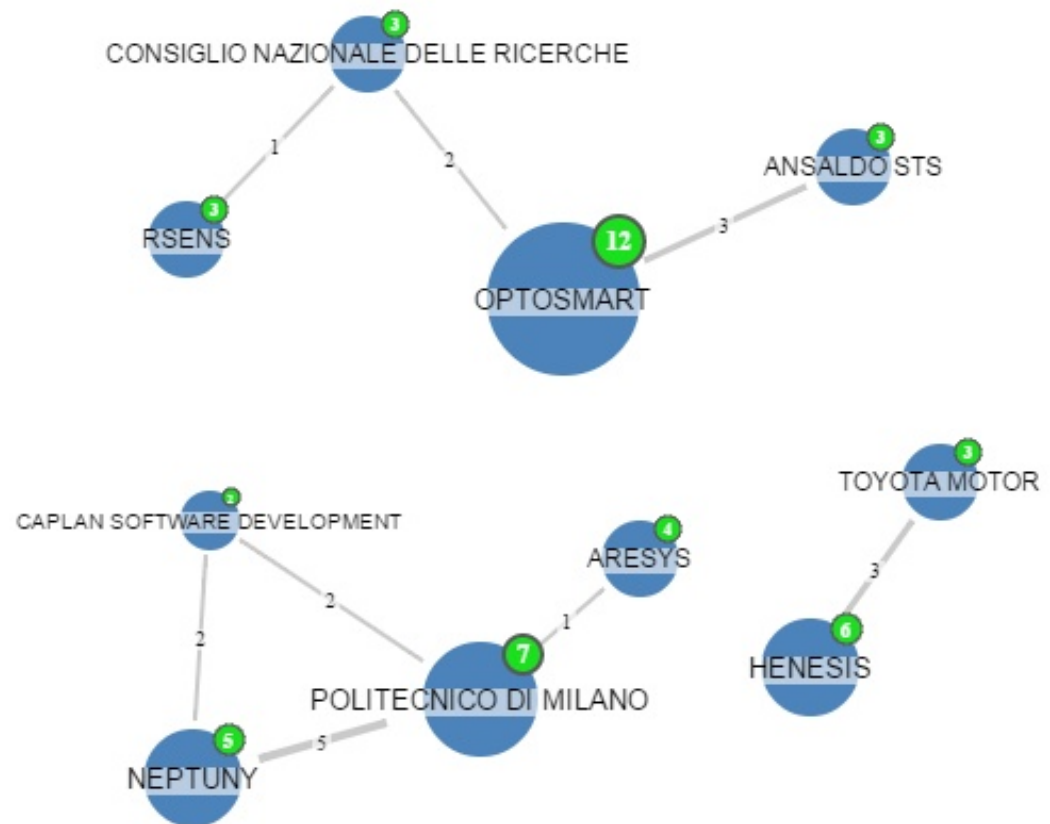 3
CONSIGLIO NAZIONALE DELLE RICERCHE
3
ANSALDO STS
1
2
3
RSENS
3
12
OPTOSMART
3
TOYOTA MOTOR
2
CAPLAN SOFTWARE DEVELOPMENT
4
ARESYS
3
2
1
2
6
HENESIS
7
POLITECNICO DI MILANO
5
5
NEPTUNY